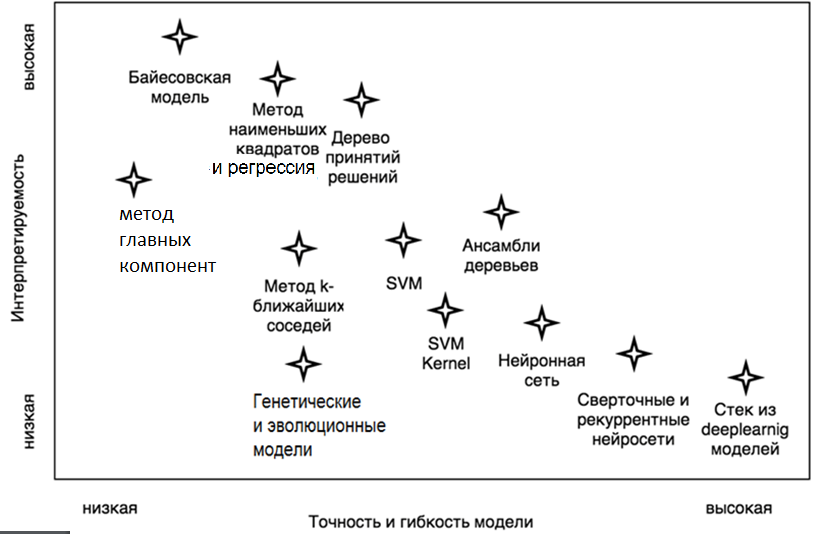 высокая
Интерпретируемость
низкая
Байесовская
модель
Метод
наименьших
квадратов
и регрессия
Дерево
принятий
решений
метод
главных
компонент
Метод k-
ближайших
соседей
SVM
Ансамбли
деревьев
SVM
Kernel
Нейронная
сеть
Генетические
и эволюционные
модели
Сверточные и
рекуррентные
нейросети
Стек из
deeplearnig
моделей
низкая
высокая
Точность и гибкость модели